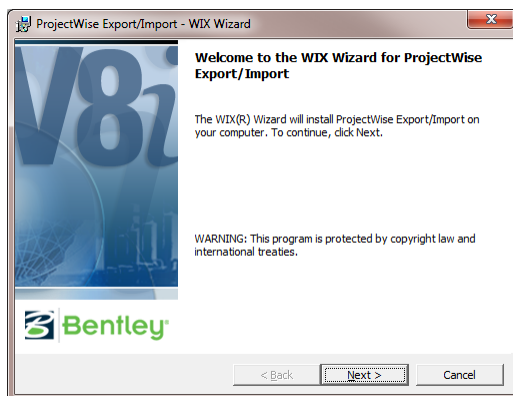 ProjectWise Export/Import - WIX Wizard
V8i
Welcome to the WIX Wizard for ProjectWise
Export/Import
The WIX(R) Wizard will install ProjectWise Export/Import on
your computer. To continue, click Next.
WARNING: This program is protected by copyright law and
international treaties.
Bentley
< Back
Next >
Cancel